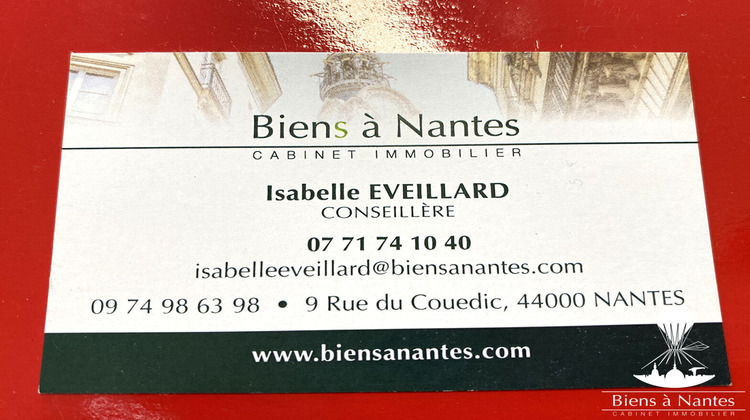 Biens à Nantes
CABINET IMMOBILIER
Isabelle EVEILLARD
CONSEILLÈRE
07 71 74 10 40
isabelleeveillard@biensanantes.com
09 74 98 63 98 • 9 Rue du Couedic, 44000 NANTES
www.biensanantes.com
Biens à Nantes
CABINET IMMOBILIER